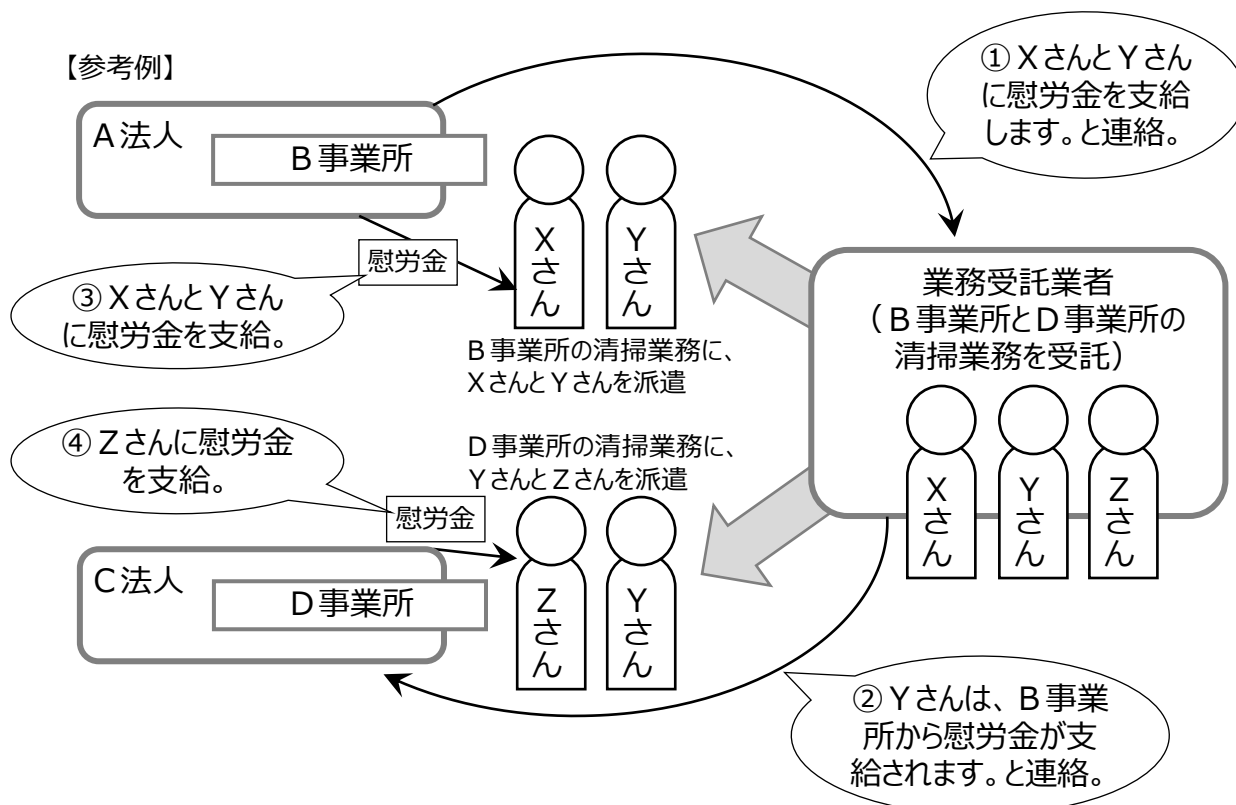 【参考例】
① XさんとYさん
に慰労金を支給
します。と連絡。
A法人
B事業所
Xさん
Yさん
慰労金
③ XさんとYさん
に慰労金を支給。
B事業所の清掃業務に、
XさんとYさんを派遣
業務受託業者
（B事業所とD事業所の
清掃業務を受託）
Xさん
Yさん
Zさん
④ Zさんに慰労金
を支給。
D事業所の清掃業務に、
YさんとZさんを派遣
慰労金
C法人
D事業所
Zさん
Yさん
② Yさんは、B事業
所から慰労金が支
給されます。と連絡。